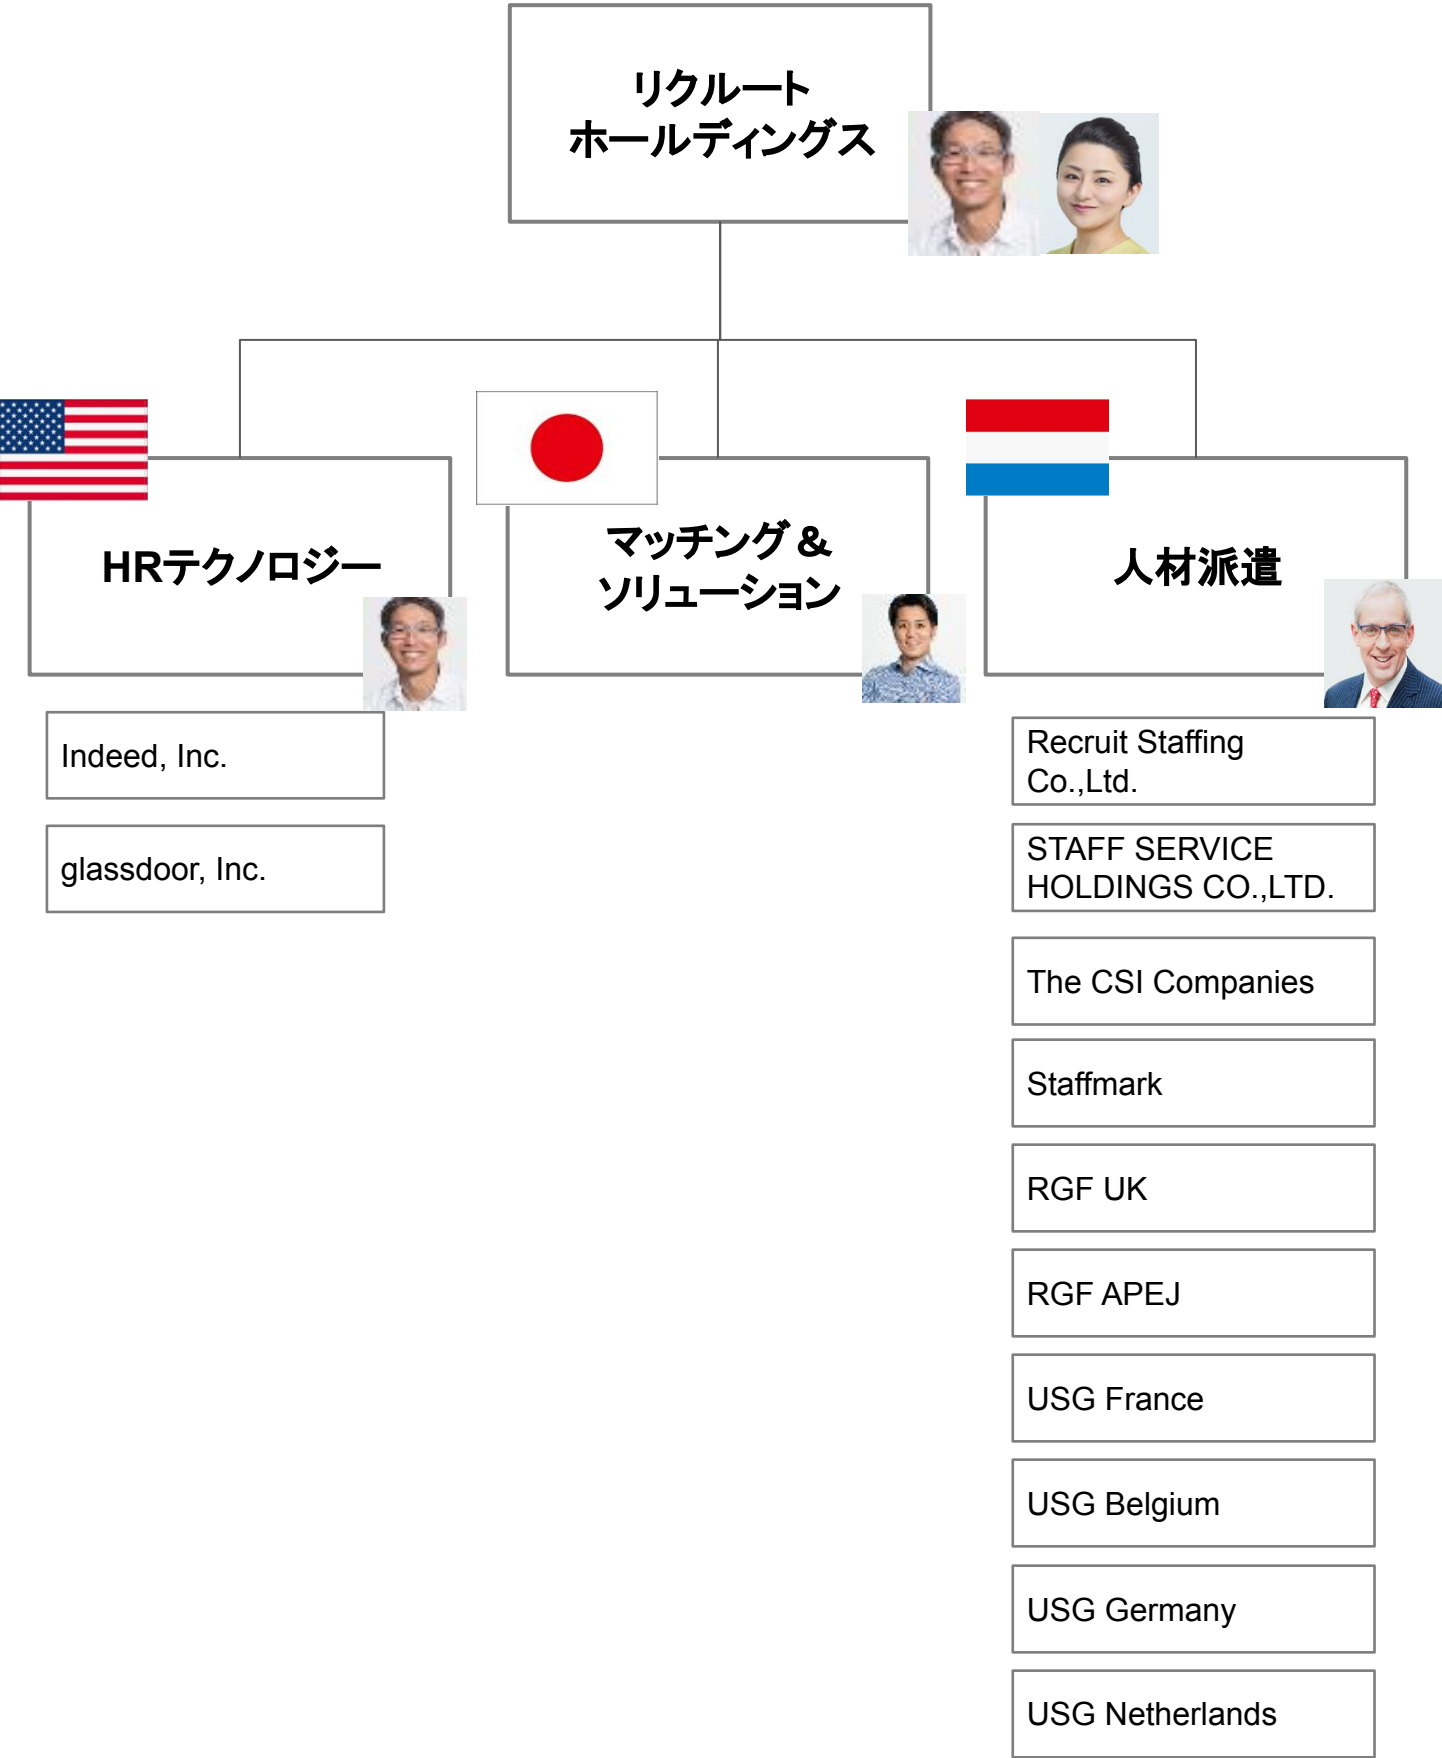 リクルート
ホールディングス
HRテクノロジー
マッチング &
ソリューション
人材派遣
Indeed, Inc.
glassdoor, Inc.
Recruit Staffing
Co.,Ltd.
STAFF SERVICE
HOLDINGS CO.,LTD.
The CSI Companies
Staffmark
RGF UK
RGF APEJ
USG France
USG Belgium
USG Germany
USG Netherlands